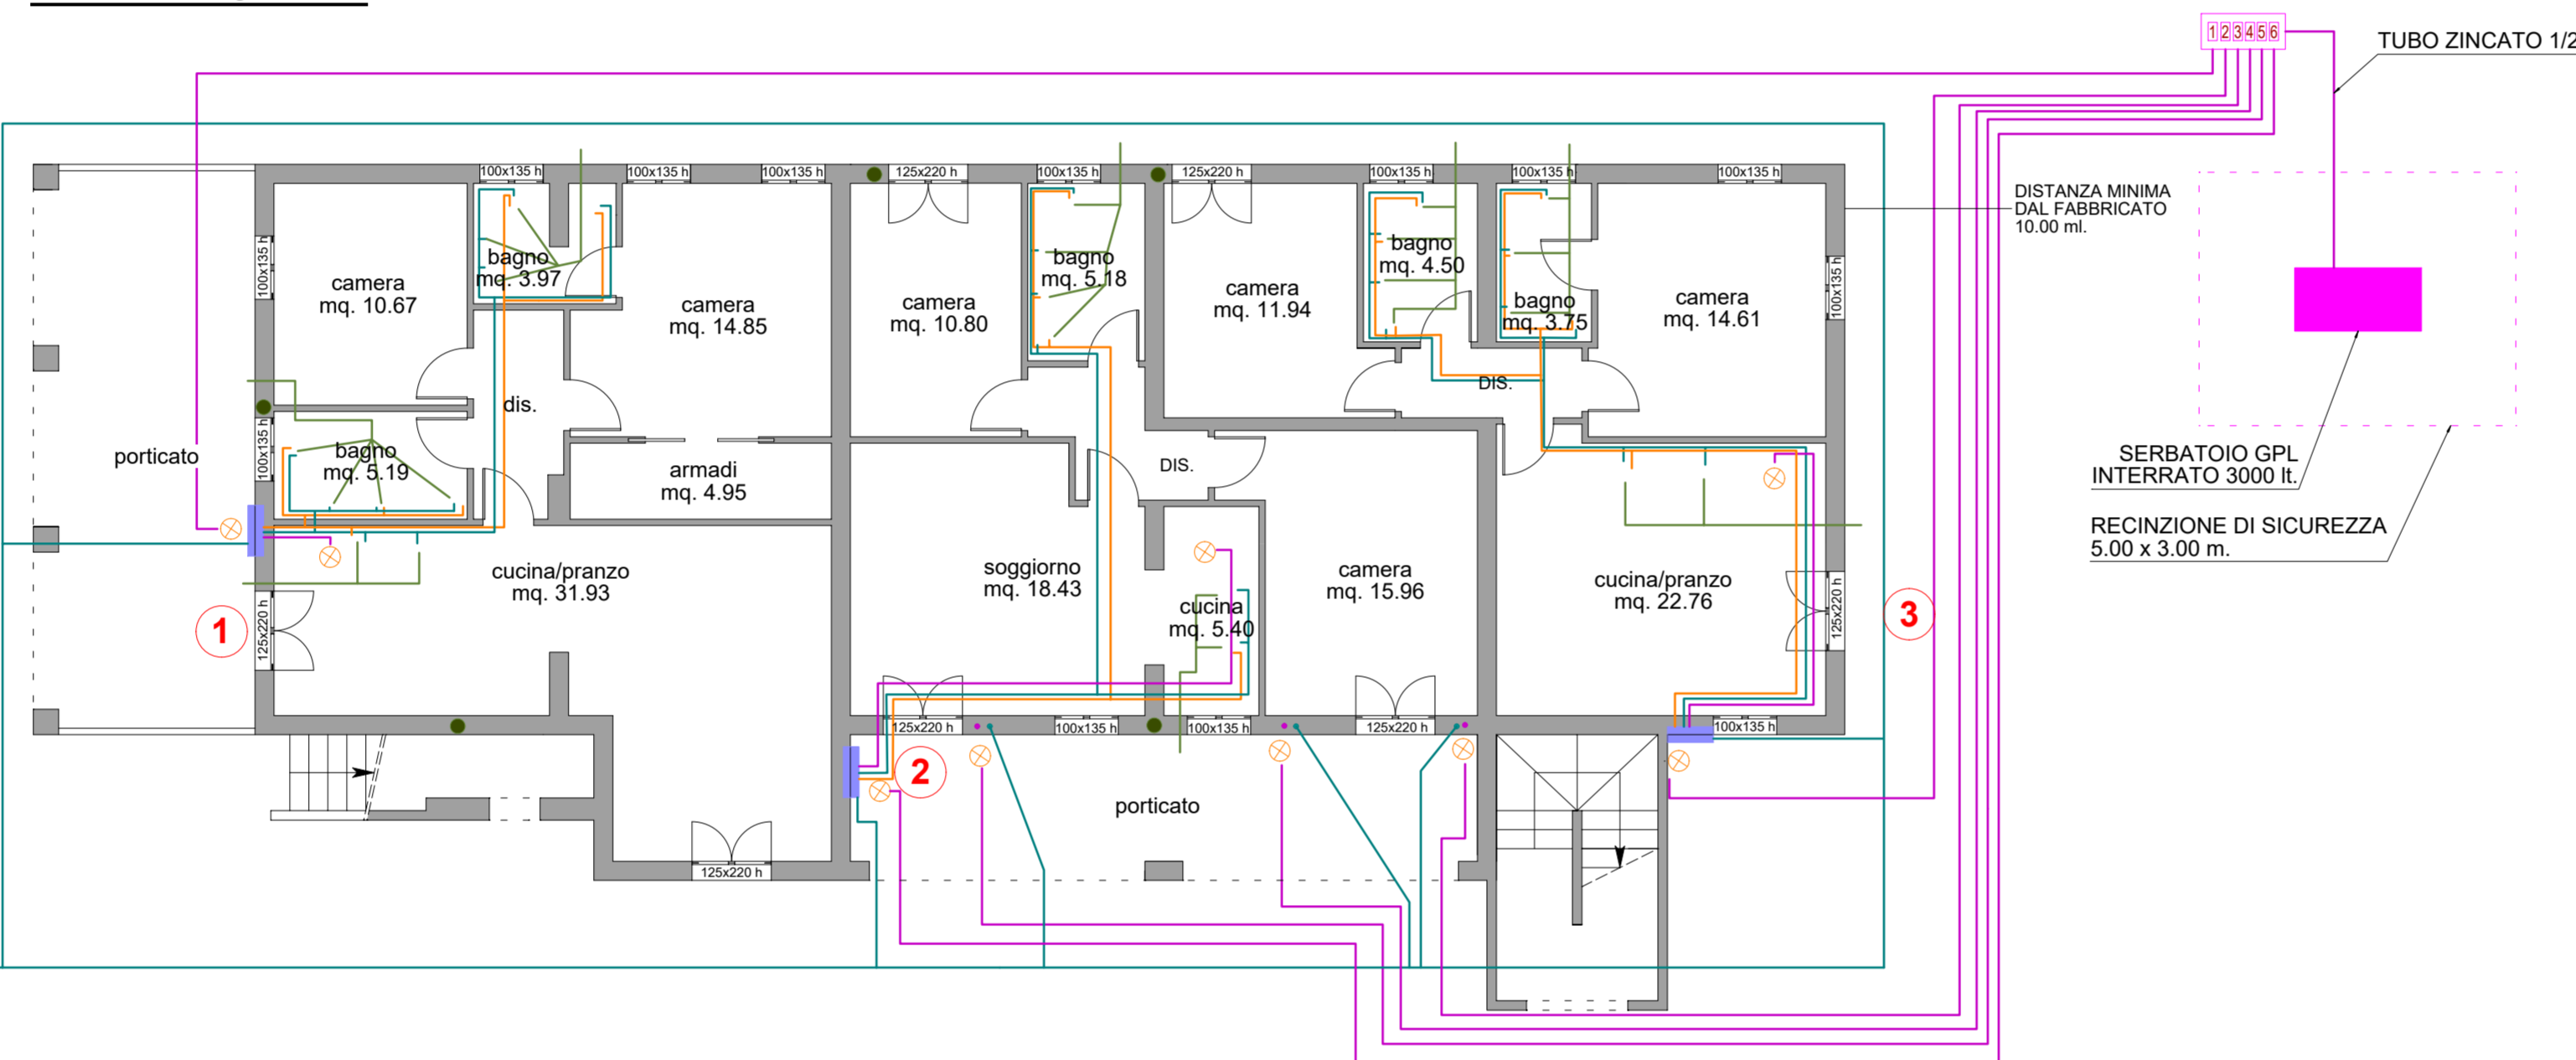 1 2 3 4 5 6
TUBO ZINCATO 1/2
100x135 h
100x135 h
100x135 h
125x220 h
100x135 h
125x220 h
100x135 h
100x135 h
100x135 h
DISTANZA MINIMA
DAL FABBRICATO
10.00 ml.
100x135 h
camera
mq. 10.67
bagno
mq. 3.97
camera
mq. 14.85
camera
mq. 10.80
bagno
mq. 5.18
camera
mq. 11.94
bagno
mq. 4.50
bagno
mq. 3.75
camera
mq. 14.61
100x135 h
dis.
DIS.
porticato
100x135 h
bagno
mq. 5.19
armadi
mq. 4.95
DIS.
SERBATOIO GPL
INTERRATO 3000 lt.
RECINZIONE DI SICUREZZA
5.00 x 3.00 m.
cucina/pranzo
mq. 31.93
soggiorno
mq. 18.43
cucina
mq. 5.40
camera
mq. 15.96
cucina/pranzo
mq. 22.76
1
125x220 h
125x220 h
3
125x220 h
100x135 h
100x135 h
125x220 h
100x135 h
2
porticato
125x220 h